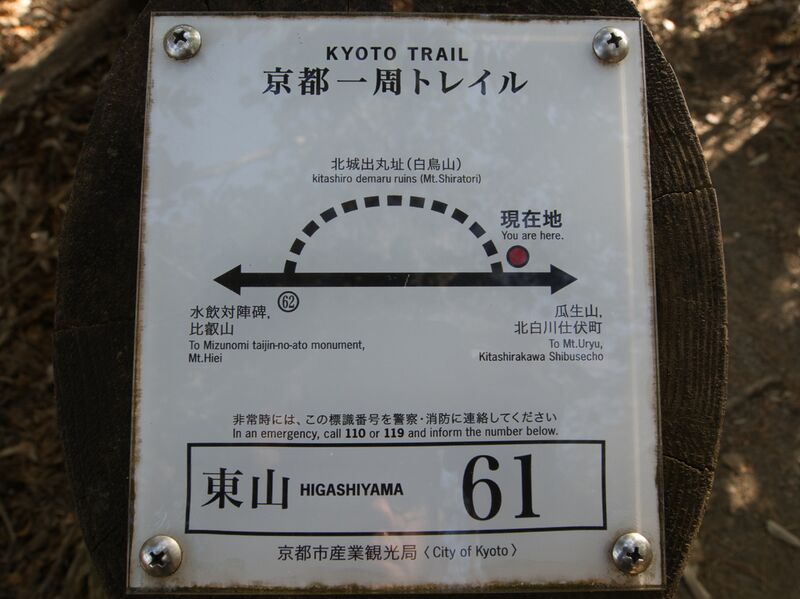 KYOTO TRAIL
京都一周トレイル
北城出丸址(白鳥山)
kitashiro demaru ruins (Mt.Shiratori)
現在地
You are here.
62
水飲対陣碑,
比叡山
To Mizunomi taijin-no-ato monument,
Mt.Hiei
瓜生山,
北白川仕伏町
To Mt.Uryu,
Kitashirakawa Shibusecho
非常時には、この標識番号を警察・消防に連絡してください
In an emergency, call 110 or 119 and inform the number below.
東山 HIGASHIYAMA 61
京都市産業観光局〈City of Kyoto〉